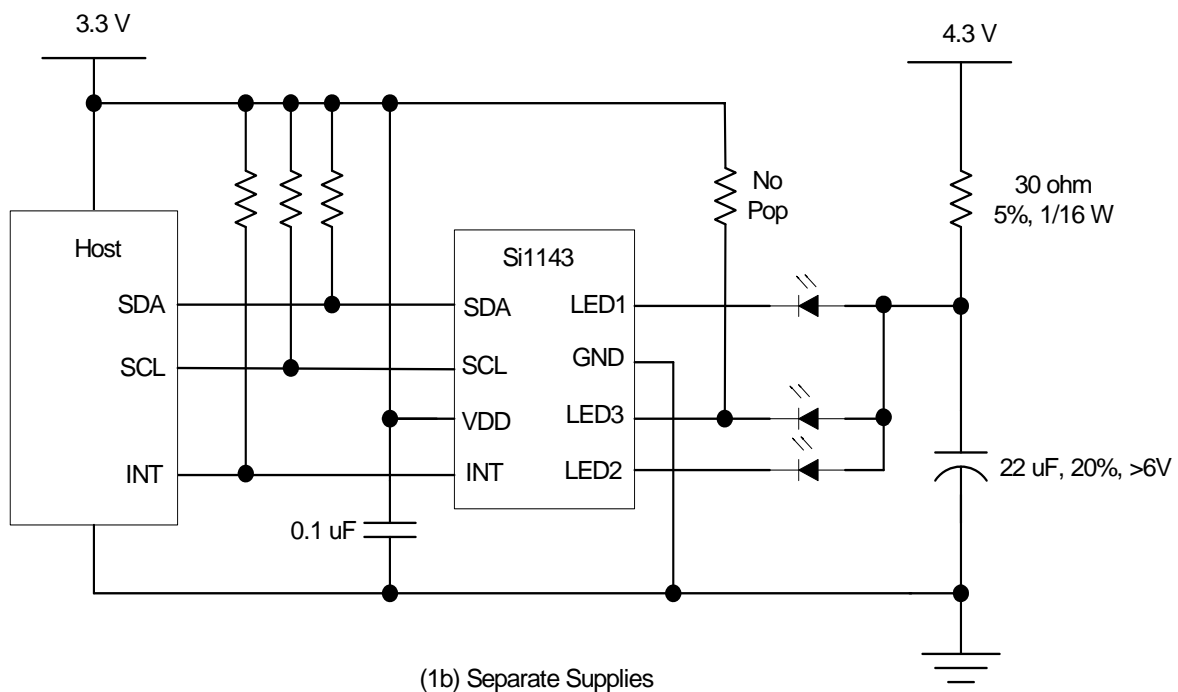 3.3 V
4.3 V
No
Pop
30 ohm
5%, 1/16 W
Host
SDA
SCL
INT
Si1143
SDA
SCL
VDD
INT
LED1
GND
LED3
LED2
0.1 uF
22 uF, 20%, >6V
(1b) Separate Supplies